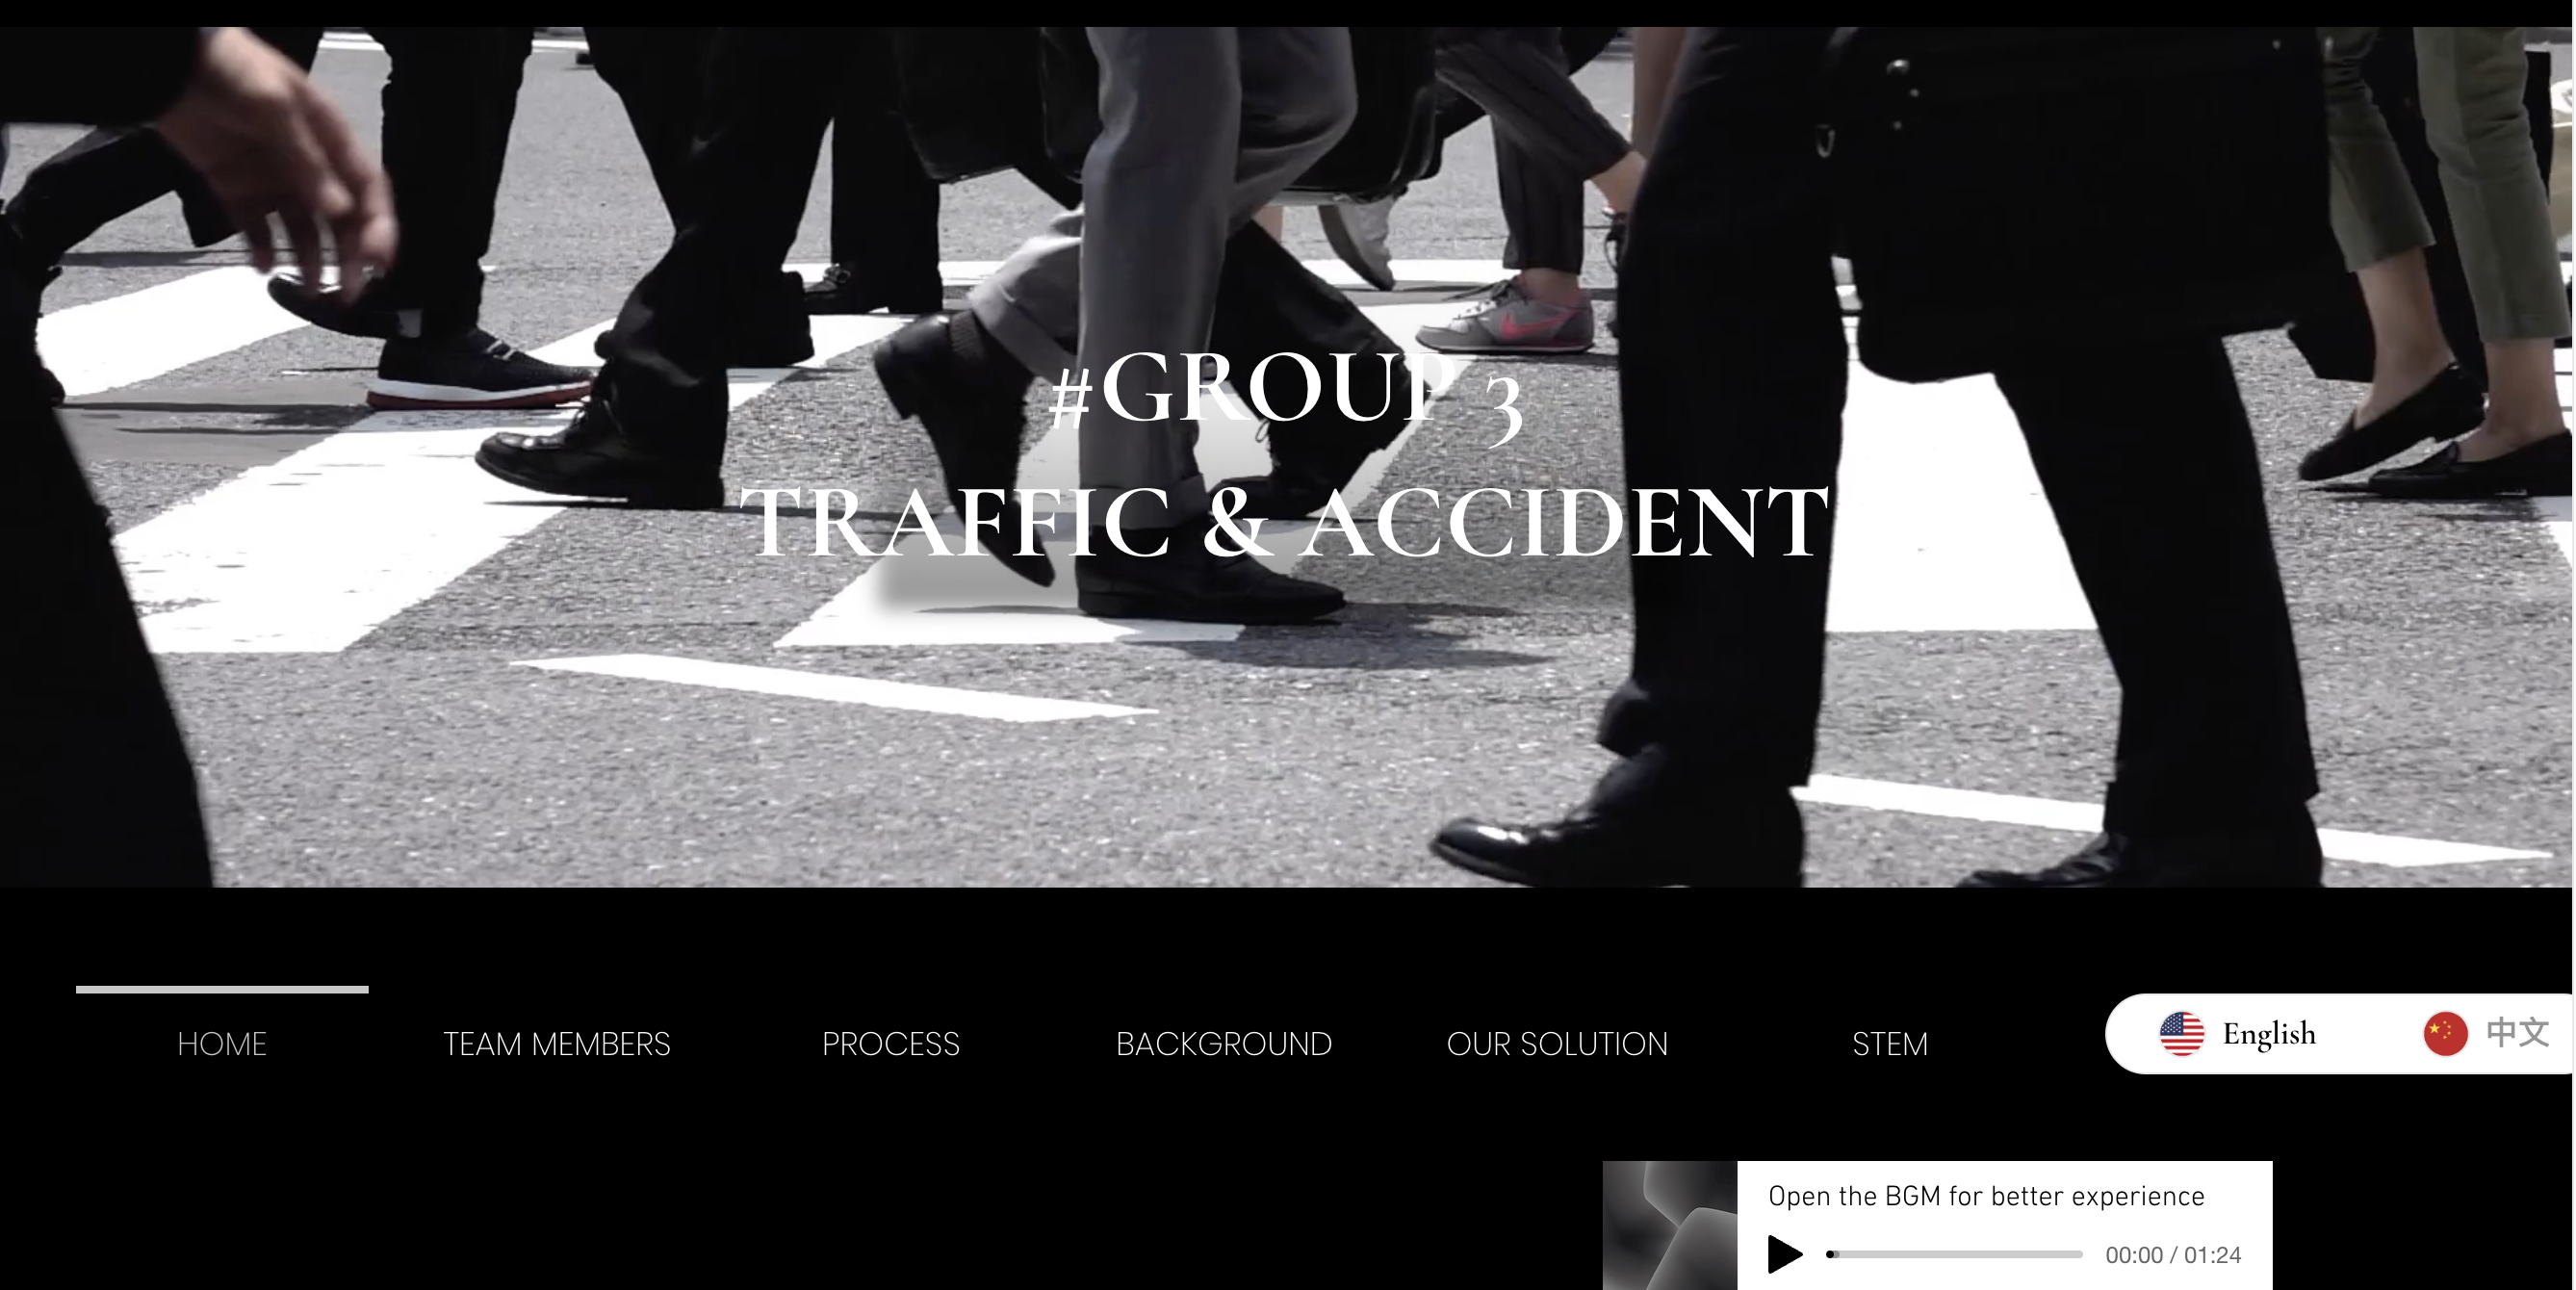 #GROUP 3
TRAFFIC & ACCIDENT
HOME
TEAM MEMBERS
PROCESS
BACKGROUND
OUR SOLUTION
STEM
English
中文
Open the BGM for better experience
00:00 / 01:24